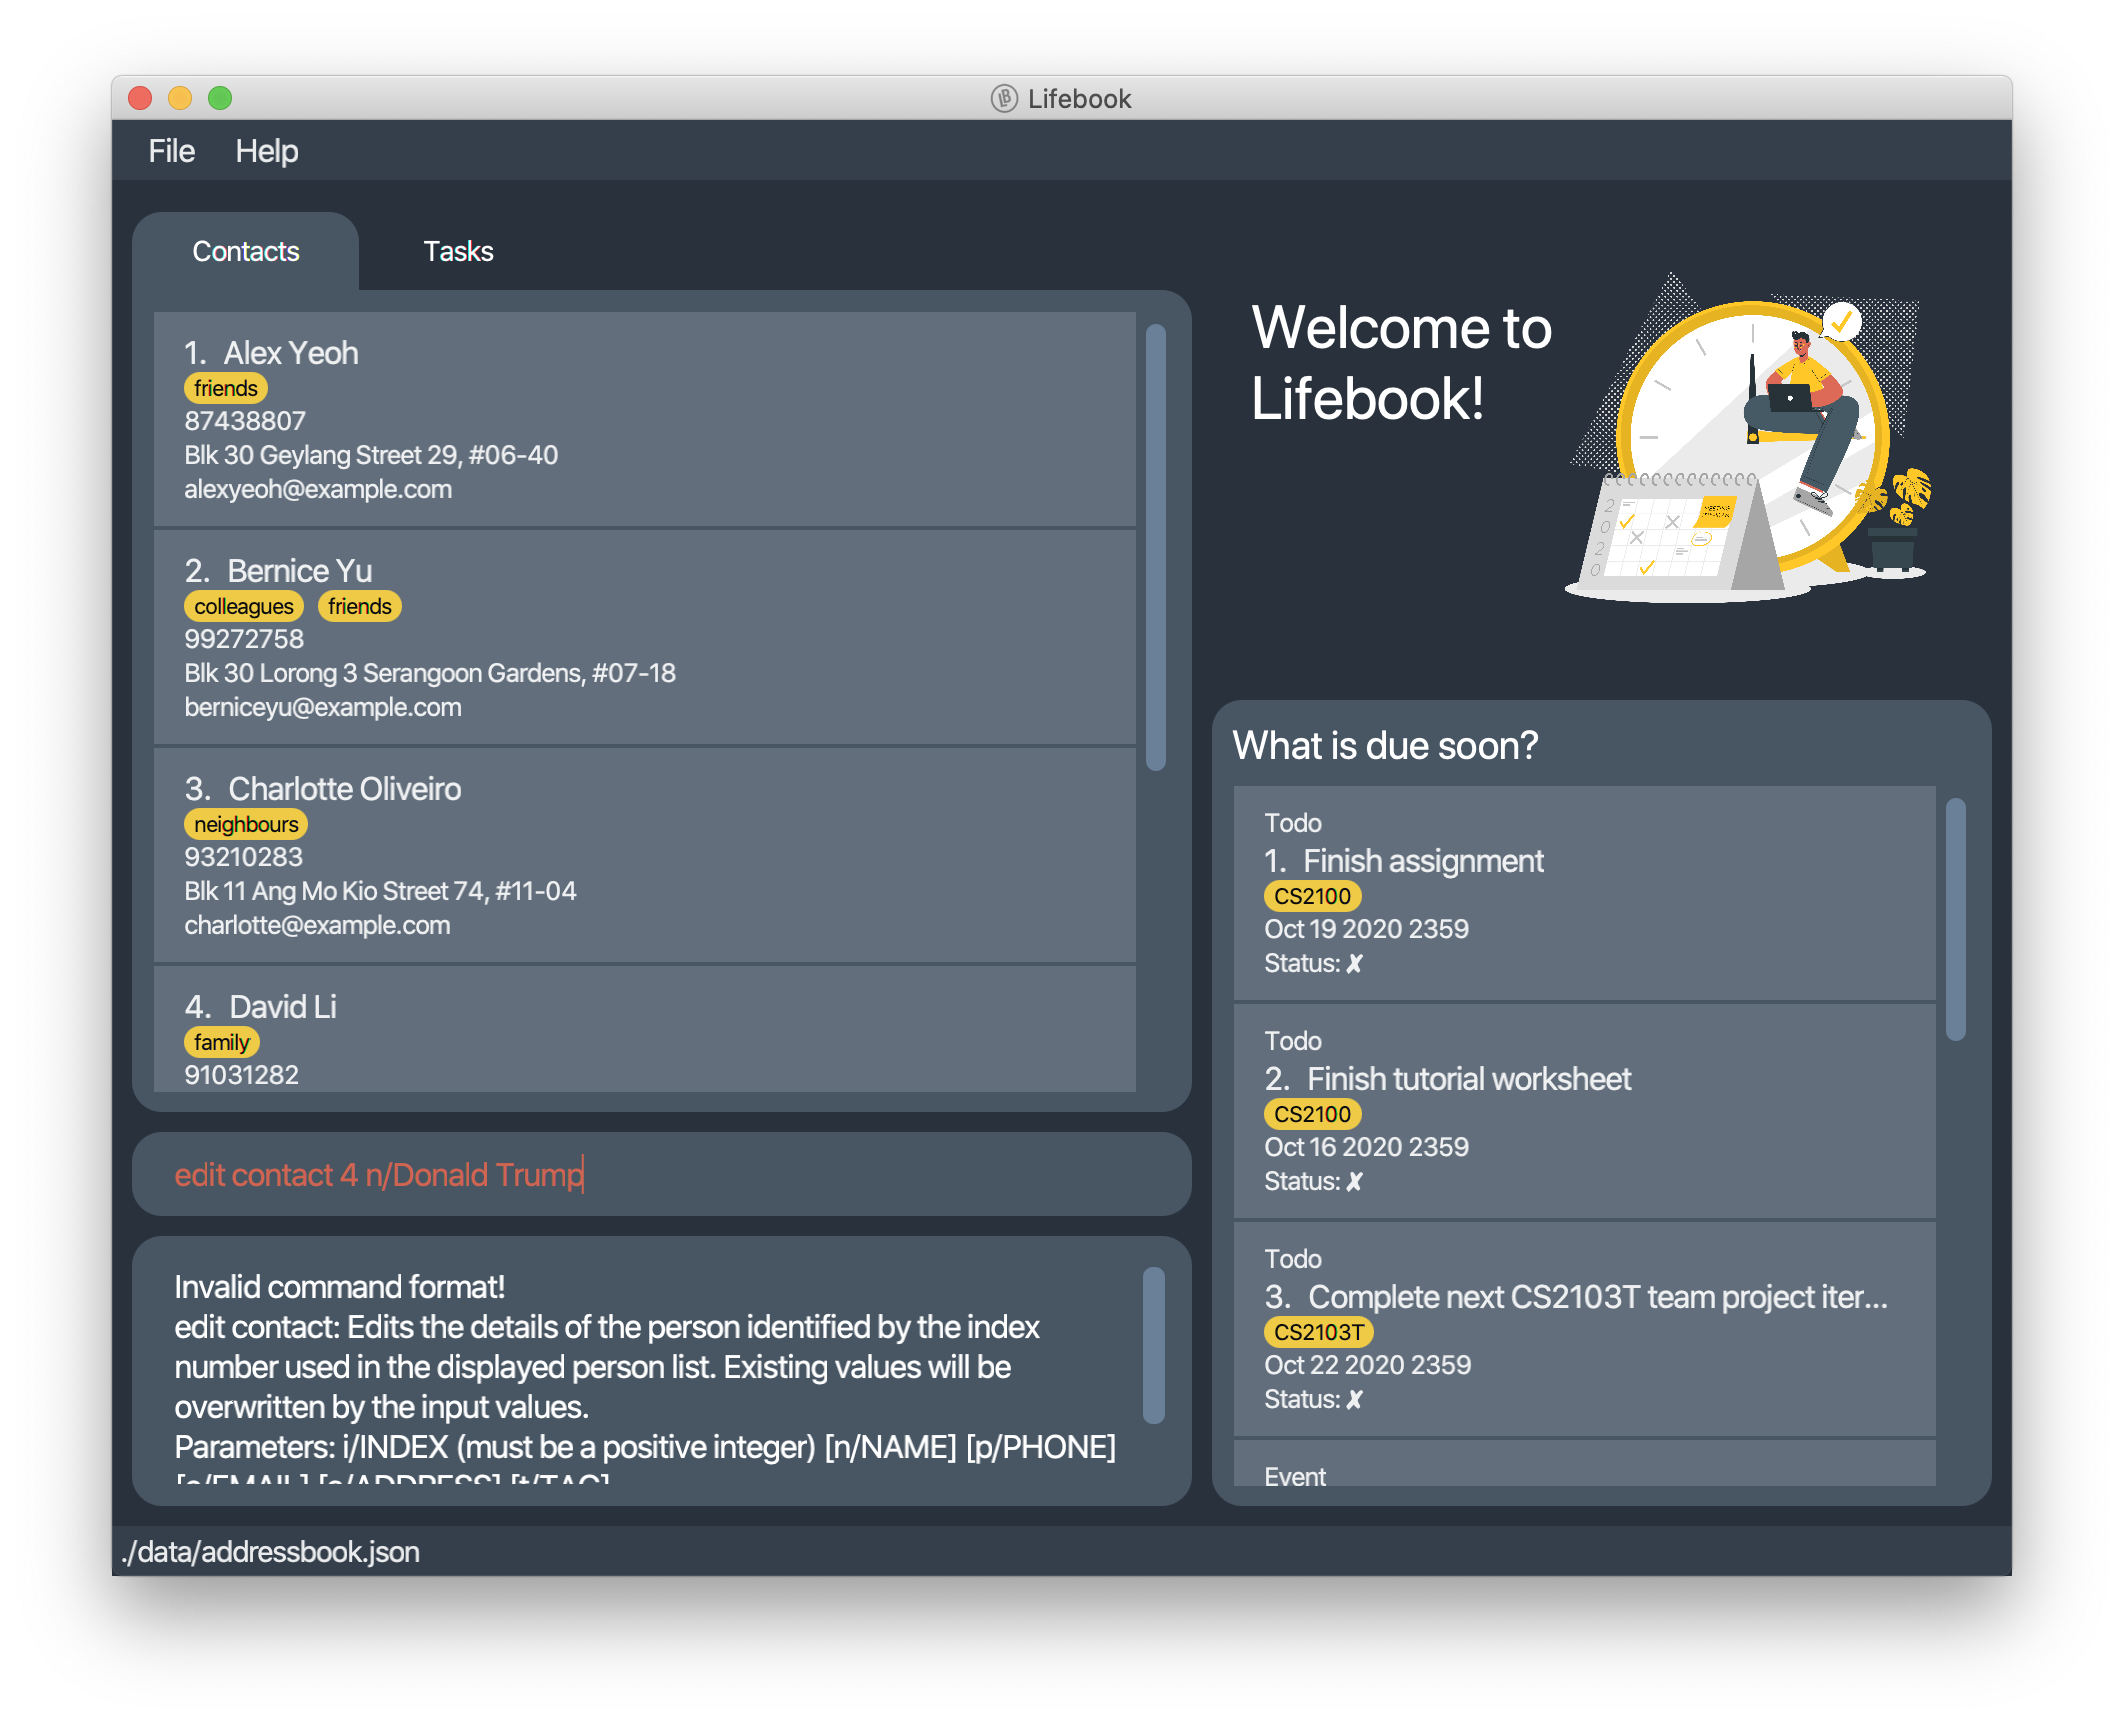 Lifebook
File Help
Contacts Tasks
1. Alex Yeoh
friends
87438807
Blk 30 Geylang Street 29, #06-40
alexyeoh@example.com
2. Bernice Yu
colleagues friends
99272758
Blk 30 Lorong 3 Serangoon Gardens, #07-18
berniceyu@example.com
3. Charlotte Oliveiro
neighbours
93210283
Blk 11 Ang Mo Kio Street 74, #11-04
charlotte@example.com
4. David Li
family
91031282
edit contact 4 n/Donald Trump
Invalid command format!
edit contact: Edits the details of the person identified by the index
number used in the displayed person list. Existing values will be
overwritten by the input values.
Parameters: i/INDEX (must be a positive integer) [n/NAME] [p/PHONE]
[e/EMAIL] [a/ADDRESS] [t/TAG]
Welcome to
Lifebook!
2
0
2
0
What is due soon?
Todo
1. Finish assignment
CS2100
Oct 19 2020 2359
Status: ✗
Todo
2. Finish tutorial worksheet
CS2100
Oct 16 2020 2359
Status: ✗
Todo
3. Complete next CS2103T team project iter...
CS2103T
Oct 22 2020 2359
Status: ✗
Event
./data/addressbook.json